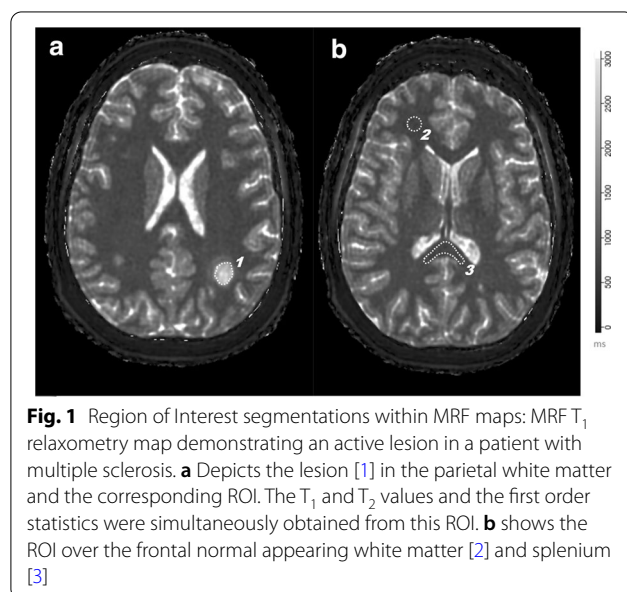 a
b
3000
2500
2000
1500
1000
500
0
ms
1
2
3
Fig. 1 Region of Interest segmentations within MRF maps: MRF T₁
relaxometry map demonstrating an active lesion in a patient with
multiple sclerosis. a Depicts the lesion [1] in the parietal white matter
and the corresponding ROI. The T₁ and T₂ values and the first order
statistics were simultaneously obtained from this ROI. b shows the
ROI over the frontal normal appearing white matter [2] and splenium
[3]